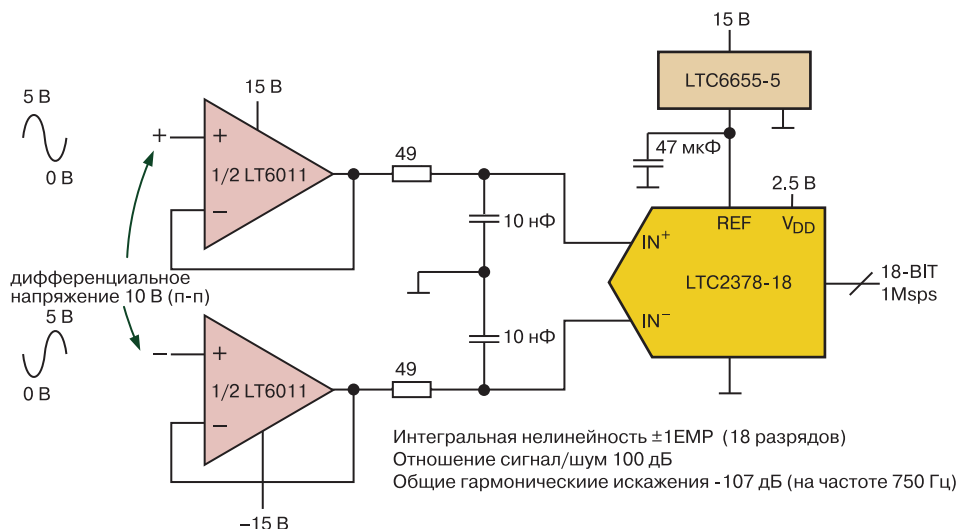 15 В
LTC6655-5
47 мкФ
5 В
0 В
15 В
+
+
1/2 LT6011
−
49
10 нФ
2.5 В
REF
VDD
IN+
LTC2378-18
IN−
18-BIT
1Msps
дифференциальное
напряжение 10 В (п-п)
5 В
0 В
−
+
1/2 LT6011
−
49
10 нФ
−15 В
Интегральная нелинейность ±1EMP (18 разрядов)
Отношение сигнал/шум 100 дБ
Общие гармоническиие искажения -107 дБ (на частоте 750 Гц)